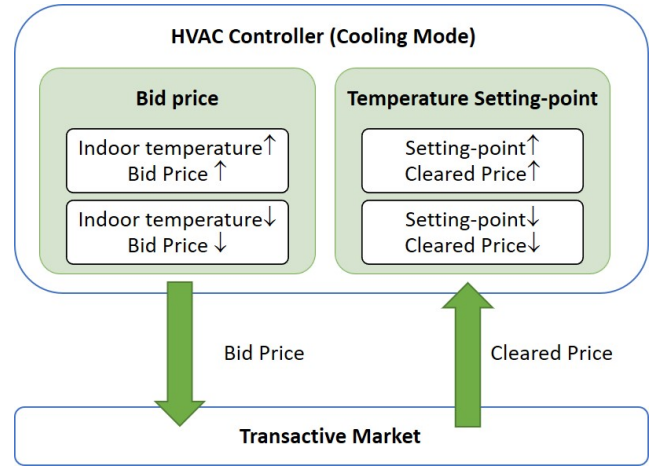 HVAC Controller (Cooling Mode)
Bid price
Indoor temperature↑
Bid Price ↑
Indoor temperature↓
Bid Price ↓
Temperature Setting-point
Setting-point↑
Cleared Price↑
Setting-point↓
Cleared Price↓
Bid Price
Cleared Price
Transactive Market